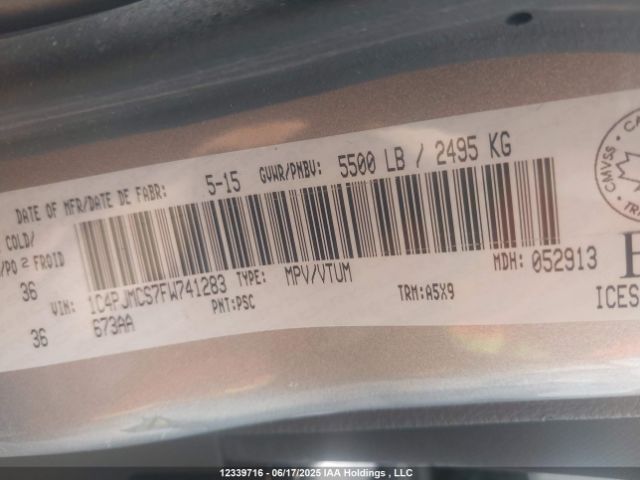 DATE OF MFR/DATE DE FABR: 5-15 GVWR/PNBV: 5500 LB / 2495 KG
COLD/
/PO 2 FROID
36
VIN: 1C4PJMCS7FW741283 TYPE: MPV/VTUM MDH: 052913
36 673AA PNT:PSC TRM:A5X9 ICES
CMVSS
12339716 - 06/17/2025 IAA Holdings , LLC